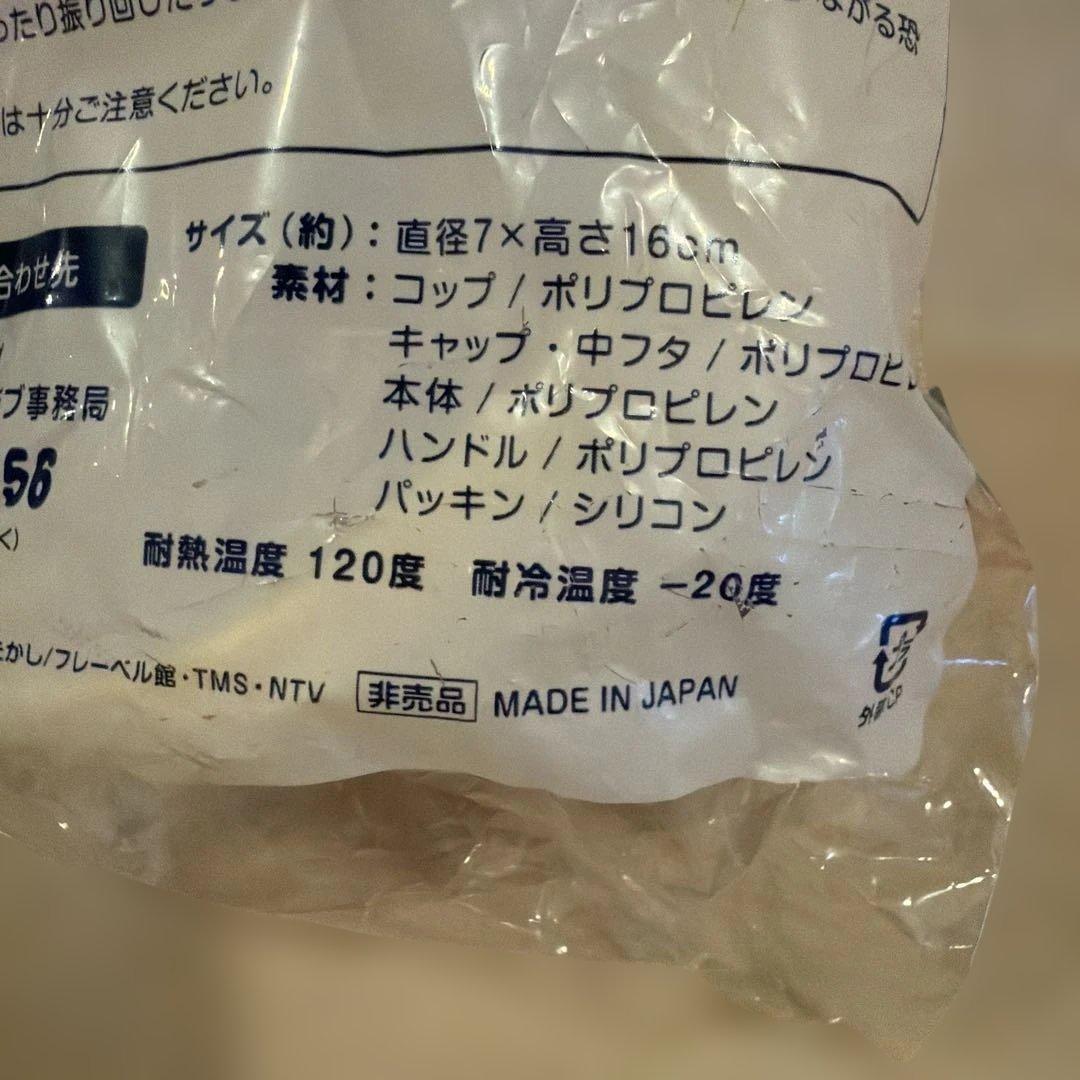 ったり振り回したり
ながる恐
は十分ご注意ください。
サイズ(約):直径7×高さ16cm
合わせ先
素材:コップ/ポリプロピレン
キャップ・中フタ/ポリプロピレ
ブ事務局
本体/ポリプロピレン
ハンドル/ポリプロピレン
56
パッキン/シリコン
く)
耐熱温度 120度 耐冷温度 -20度
たかし/フレーベル館・TMS・NTV 非売品 MADE IN JAPAN
外袋CP